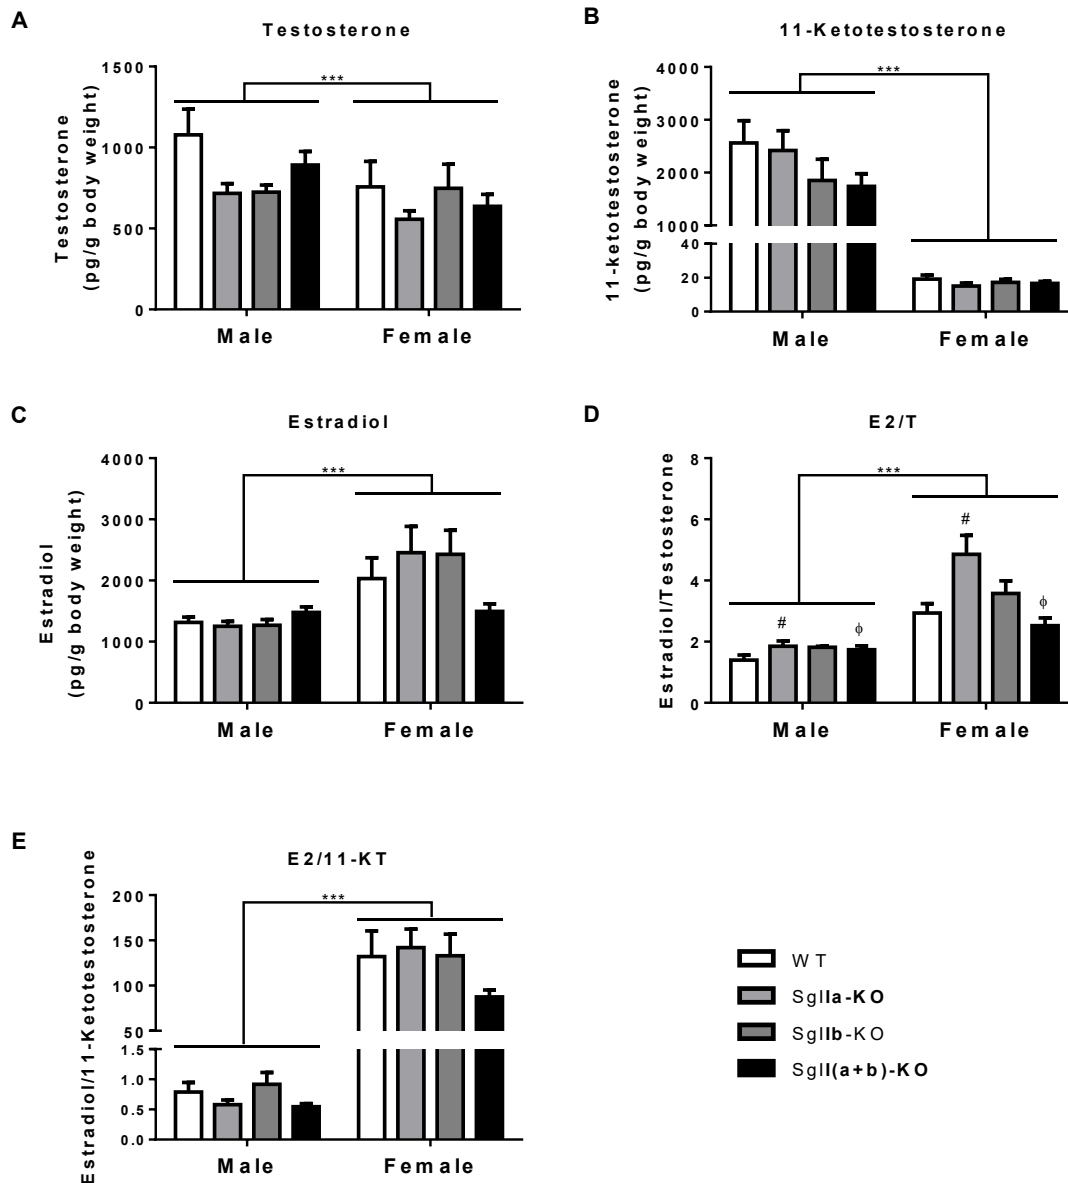 A
Testosterone
Testosterone
(pg/g body weight)
1500
1000
500
0
***
Male
Female
B
11-Ketotestosterone
11-ketotestosterone
(pg/g body weight)
4000
3000
2000
1000
40
20
0
***
Male
Female
C
Estradiol
Estradiol
(pg/g body weight)
4000
3000
2000
1000
0
***
Male
Female
D
E2/T
Estradiol/Testosterone
8
6
4
2
0
***
#
ϕ
#
ϕ
Male
Female
E
E2/11-KT
Estradiol/11-Ketotestosterone
200
150
100
50
1.5
1.0
0.5
0.0
***
Male
Female
WT
SgIIa-KO
SgIIb-KO
SgII(a+b)-KO